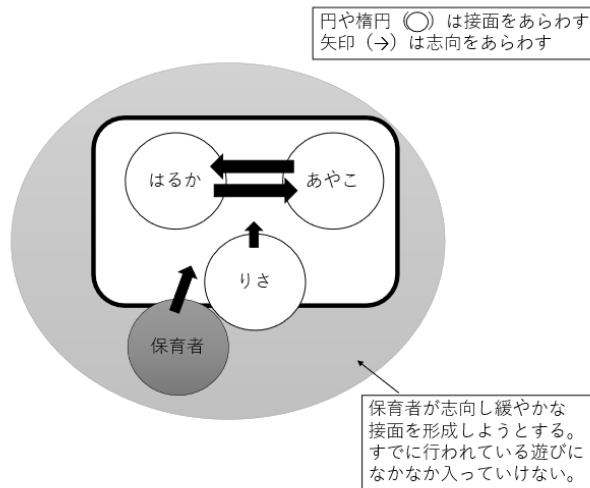 円や楕円（◯）は接面をあらわす
矢印（→）は志向をあらわす
はるか
あやこ
りさ
保育者
保育者が志向し緩やかな
接面を形成しようとする。
すでに行われている遊びに
なかなか入っていけない。